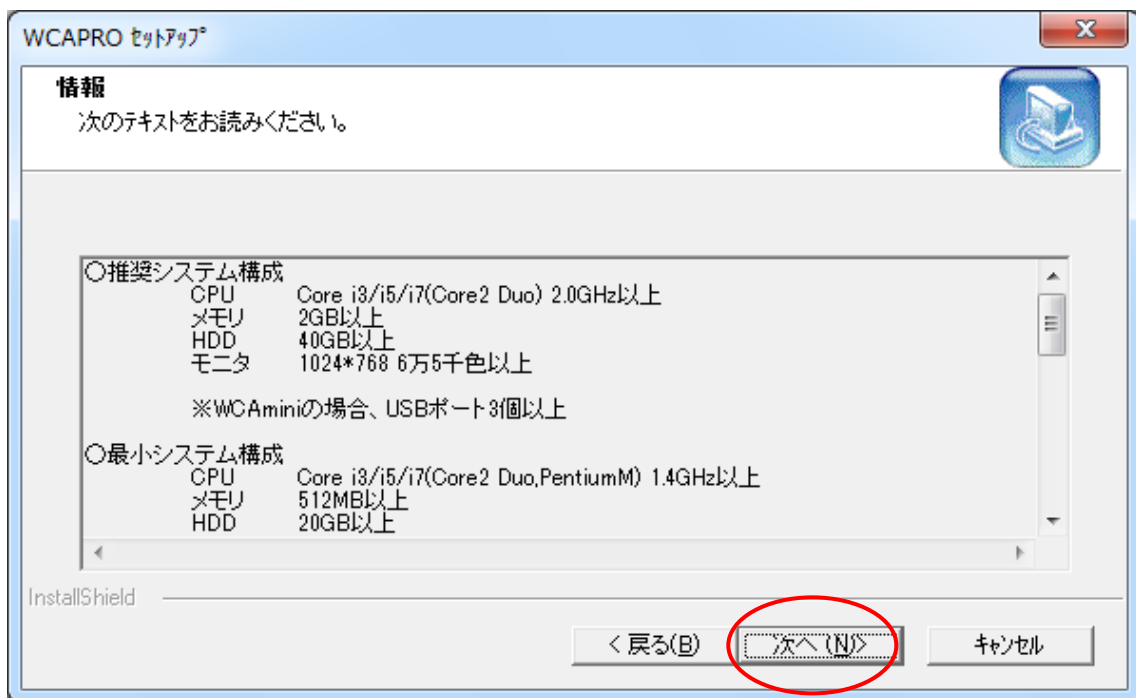 WCAPRO ｾｯﾄｱｯﾌﾟ
情報
次のテキストをお読みください。
○推奨システム構成
CPU Core i3/i5/i7(Core2 Duo) 2.0GHz以上
メモリ 2GB以上
HDD 40GB以上
モニタ 1024*768 6万5千色以上
※WCAminiの場合、USBポート3個以上
○最小システム構成
CPU Core i3/i5/i7(Core2 Duo,PentiumM) 1.4GHz以上
メモリ 512MB以上
HDD 20GB以上
InstallShield
< 戻る(B)
次へ(N)>
ｷｬﾝｾﾙ